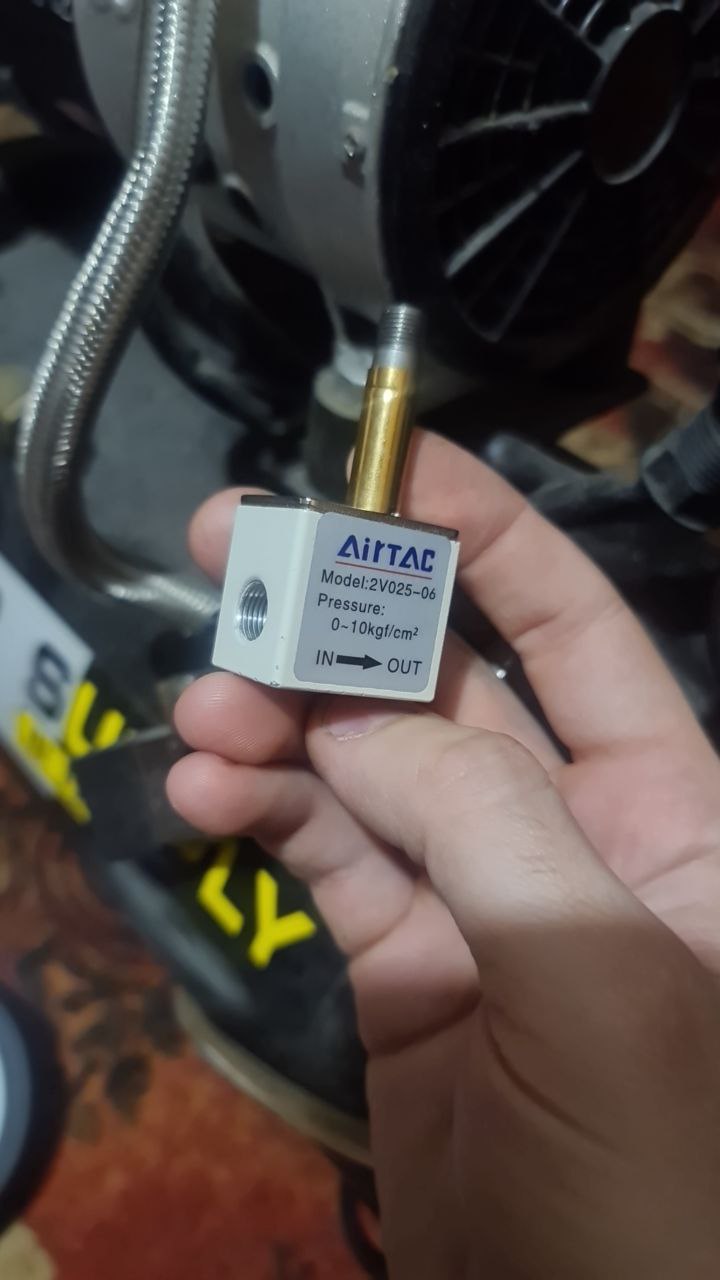 AirTAC
Model:2V025-06
Pressure:
0~10kgf/cm²
IN OUT